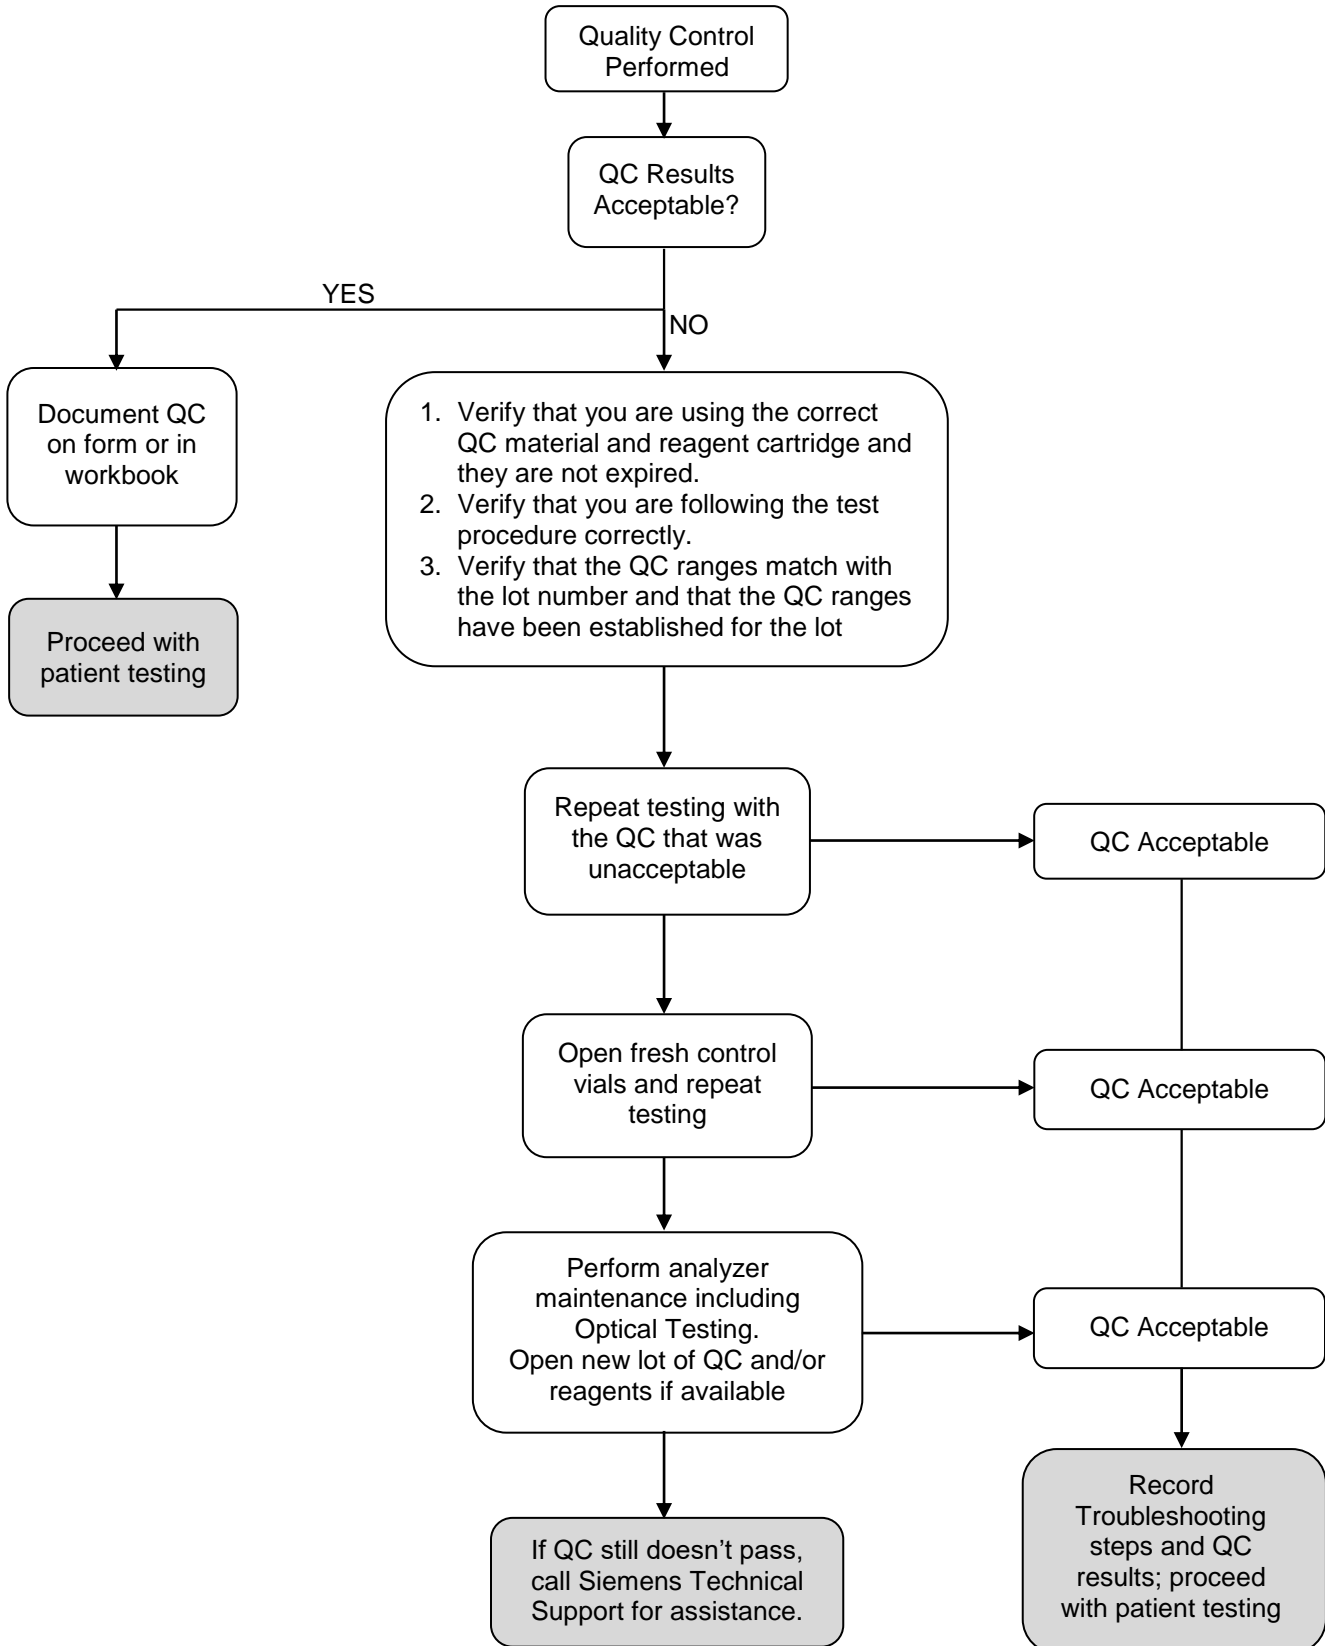 Quality Control
Performed
QC Results
Acceptable?
YES
NO
Document QC
on form or in
workbook
Proceed with
patient testing
1. Verify that you are using the correct
QC material and reagent cartridge and
they are not expired.
2. Verify that you are following the test
procedure correctly.
3. Verify that the QC ranges match with
the lot number and that the QC ranges
have been established for the lot
Repeat testing with
the QC that was
unacceptable
QC Acceptable
Open fresh control
vials and repeat
testing
QC Acceptable
Perform analyzer
maintenance including
Optical Testing.
Open new lot of QC and/or
reagents if available
QC Acceptable
If QC still doesn’t pass,
call Siemens Technical
Support for assistance.
Record
Troubleshooting
steps and QC
results; proceed
with patient testing